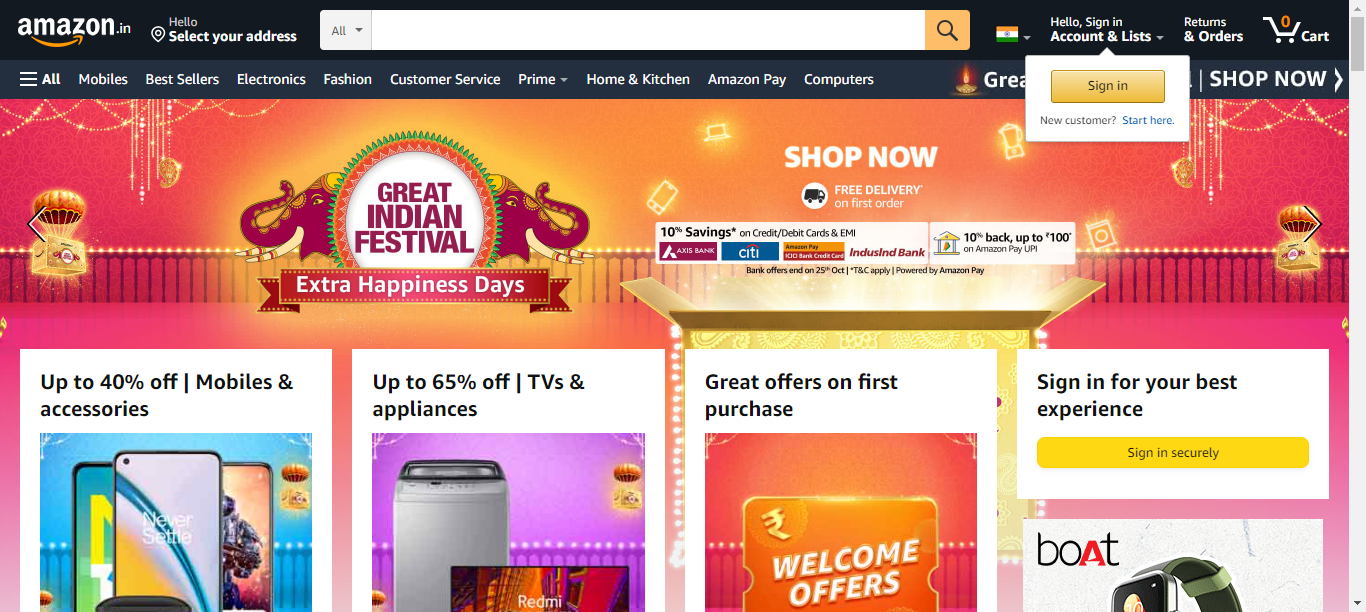 amazon.in
Hello
Select your address
All
Hello, Sign in
Account & Lists
Returns
& Orders
0
Cart
All
Mobiles
Best Sellers
Electronics
Fashion
Customer Service
Prime
Home & Kitchen
Amazon Pay
Computers
SHOP NOW
Sign in
New customer? Start here.
GREAT
INDIAN
FESTIVAL
Extra Happiness Days
SHOP NOW
FREE DELIVERY*
on first order
10% Savings* on Credit/Debit Cards & EMI
AXIS BANK
citi
Amazon Pay
ICICI Bank Credit Card
IndusInd Bank
10% back, up to ₹100*
on Amazon Pay UPI
Bank offers end on 25th Oct | *T&C apply | Powered by Amazon Pay
Up to 40% off | Mobiles &
accessories
Up to 65% off | TVs &
appliances
Great offers on first
purchase
Sign in for your best
experience
Sign in securely
Never
Settle
Redmi
₹
WELCOME
OFFERS
boAt